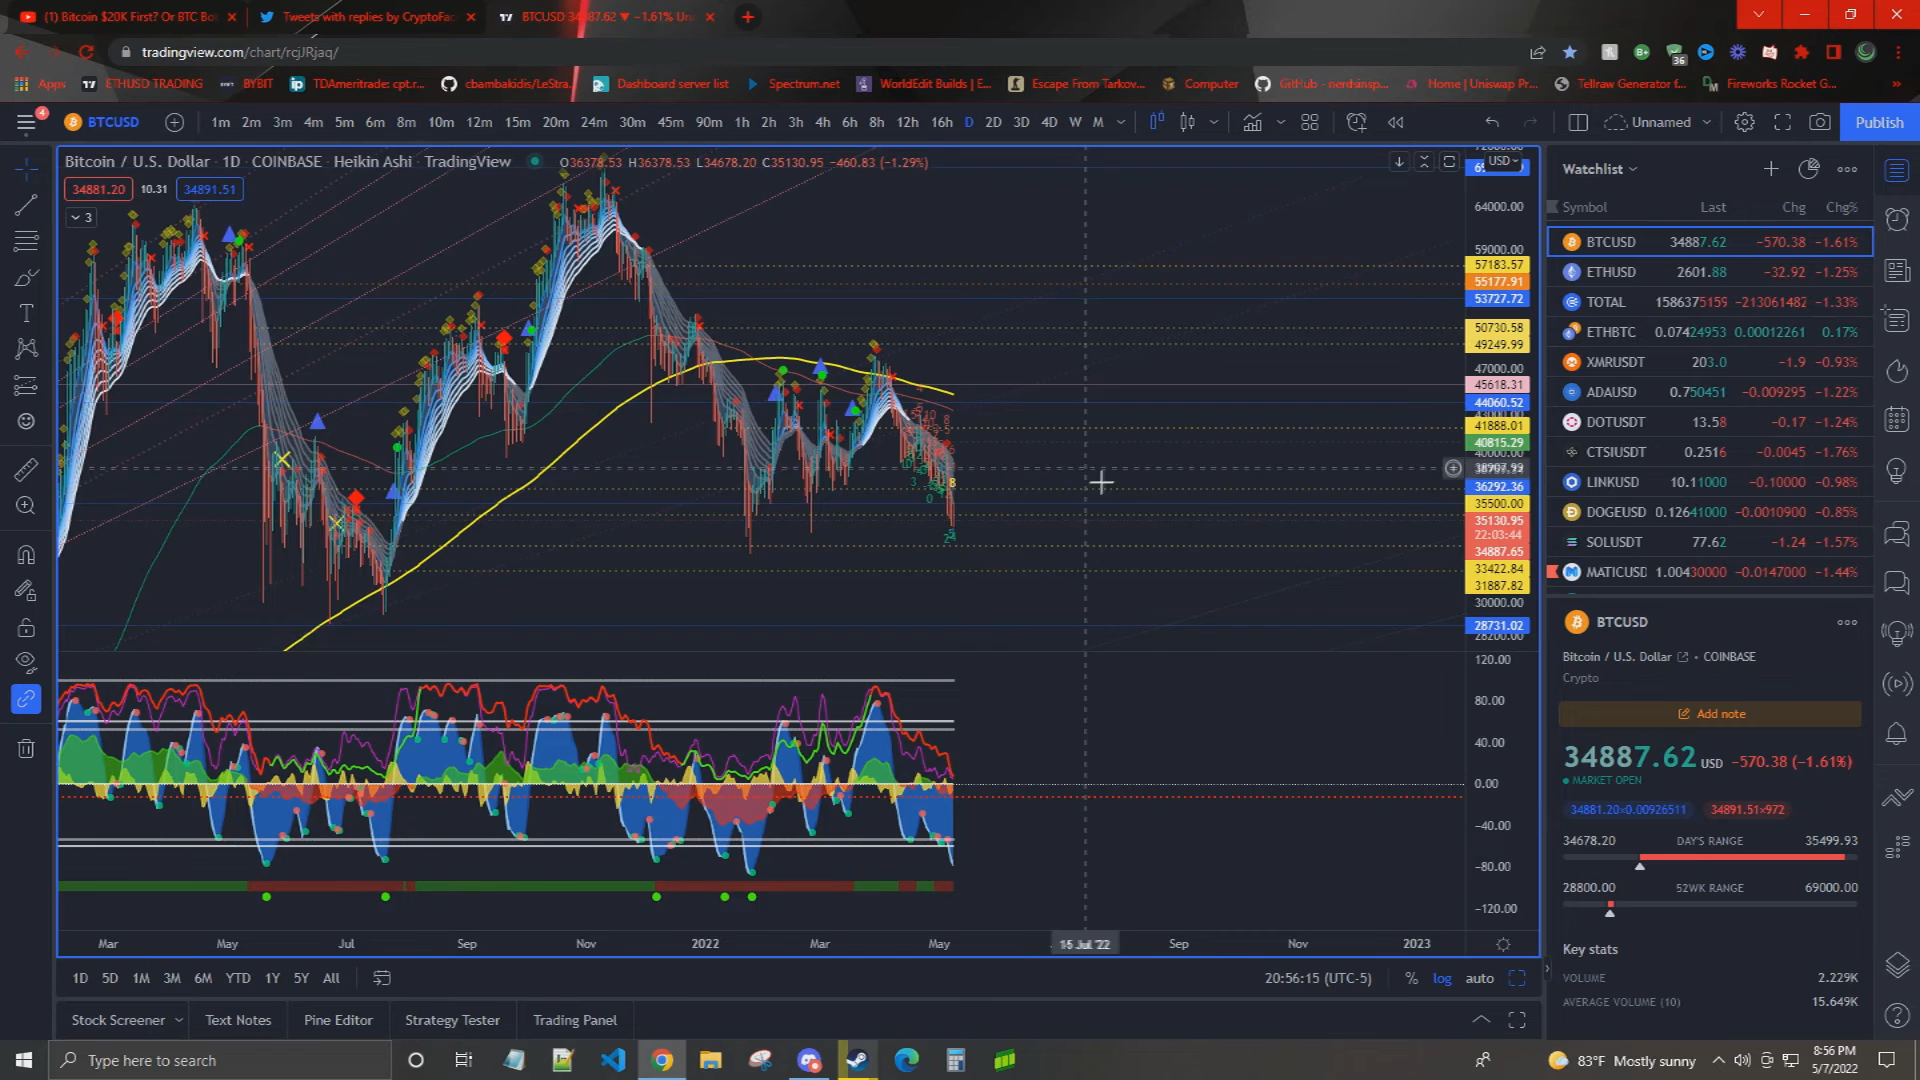 (1) Bitcoin $20K First? Or BTC Bo
Tweets with replies by CryptoFac
BTCUSD 34887.62 ▼ −1.61% Un
tradingview.com/chart/rcjJRjaq/
Apps
ETHUSD TRADING
BYBIT
TDAmeritrade: cpt.r...
cbambakidis/LeStra...
Dashboard server list
Spectrum.net
WorldEdit Builds | E...
Escape From Tarkov...
Computer
GitHub - nerdsinsp...
Home | Uniswap Pr...
Tellraw Generator f...
Fireworks Rocket G...
BTCUSD
1m 2m 3m 4m 5m 6m 8m 10m 12m 15m 20m 24m 30m 45m 90m 1h 2h 3h 4h 6h 8h 12h 16h D 2D 3D 4D W M
Unnamed
Publish
Bitcoin / U.S. Dollar · 1D · COINBASE · Heikin Ashi · TradingView
O36378.53 H36378.53 L34678.20 C35130.95 −460.83 (−1.29%)
34881.20 10.31 34891.51
3
USD
64000.00
59000.00
57183.57
55177.91
53727.72
50730.58
49249.99
47000.00
45618.31
44060.52
41888.01
40815.29
36292.36
35500.00
35130.95
22:03:44
34887.65
33422.84
31887.82
30000.00
28731.02
28200.00
120.00
80.00
40.00
0.00
−40.00
−80.00
−120.00
Mar May Jul Sep Nov 2022 Mar May 15 Jul '22 Sep Nov 2023
1D 5D 1M 3M 6M YTD 1Y 5Y All
20:56:15 (UTC-5) % log auto
Stock Screener Text Notes Pine Editor Strategy Tester Trading Panel
Watchlist
Symbol Last Chg Chg%
BTCUSD 34887.62 −570.38 −1.61%
ETHUSD 2601.88 −32.92 −1.25%
TOTAL 1586375159 −213061482 −1.33%
ETHBTC 0.07424953 0.00012261 0.17%
XMRUSDT 203.0 −1.9 −0.93%
ADAUSD 0.750451 −0.009295 −1.22%
DOTUSDT 13.58 −0.17 −1.24%
CTSIUSDT 0.2516 −0.0045 −1.76%
LINKUSD 10.11000 −0.10000 −0.98%
DOGEUSD 0.12641000 −0.0010900 −0.85%
SOLUSDT 77.62 −1.24 −1.57%
MATICUSD 1.00430000 −0.0147000 −1.44%
BTCUSD
Bitcoin / U.S. Dollar • COINBASE
Crypto
Add note
34887.62 USD −570.38 (−1.61%)
MARKET OPEN
34881.20×0.00926511 34891.51×972
34678.20 DAY'S RANGE 35499.93
28800.00 52WK RANGE 69000.00
Key stats
VOLUME 2.229K
AVERAGE VOLUME (10) 15.649K
Type here to search
83°F Mostly sunny
8:56 PM
5/7/2022